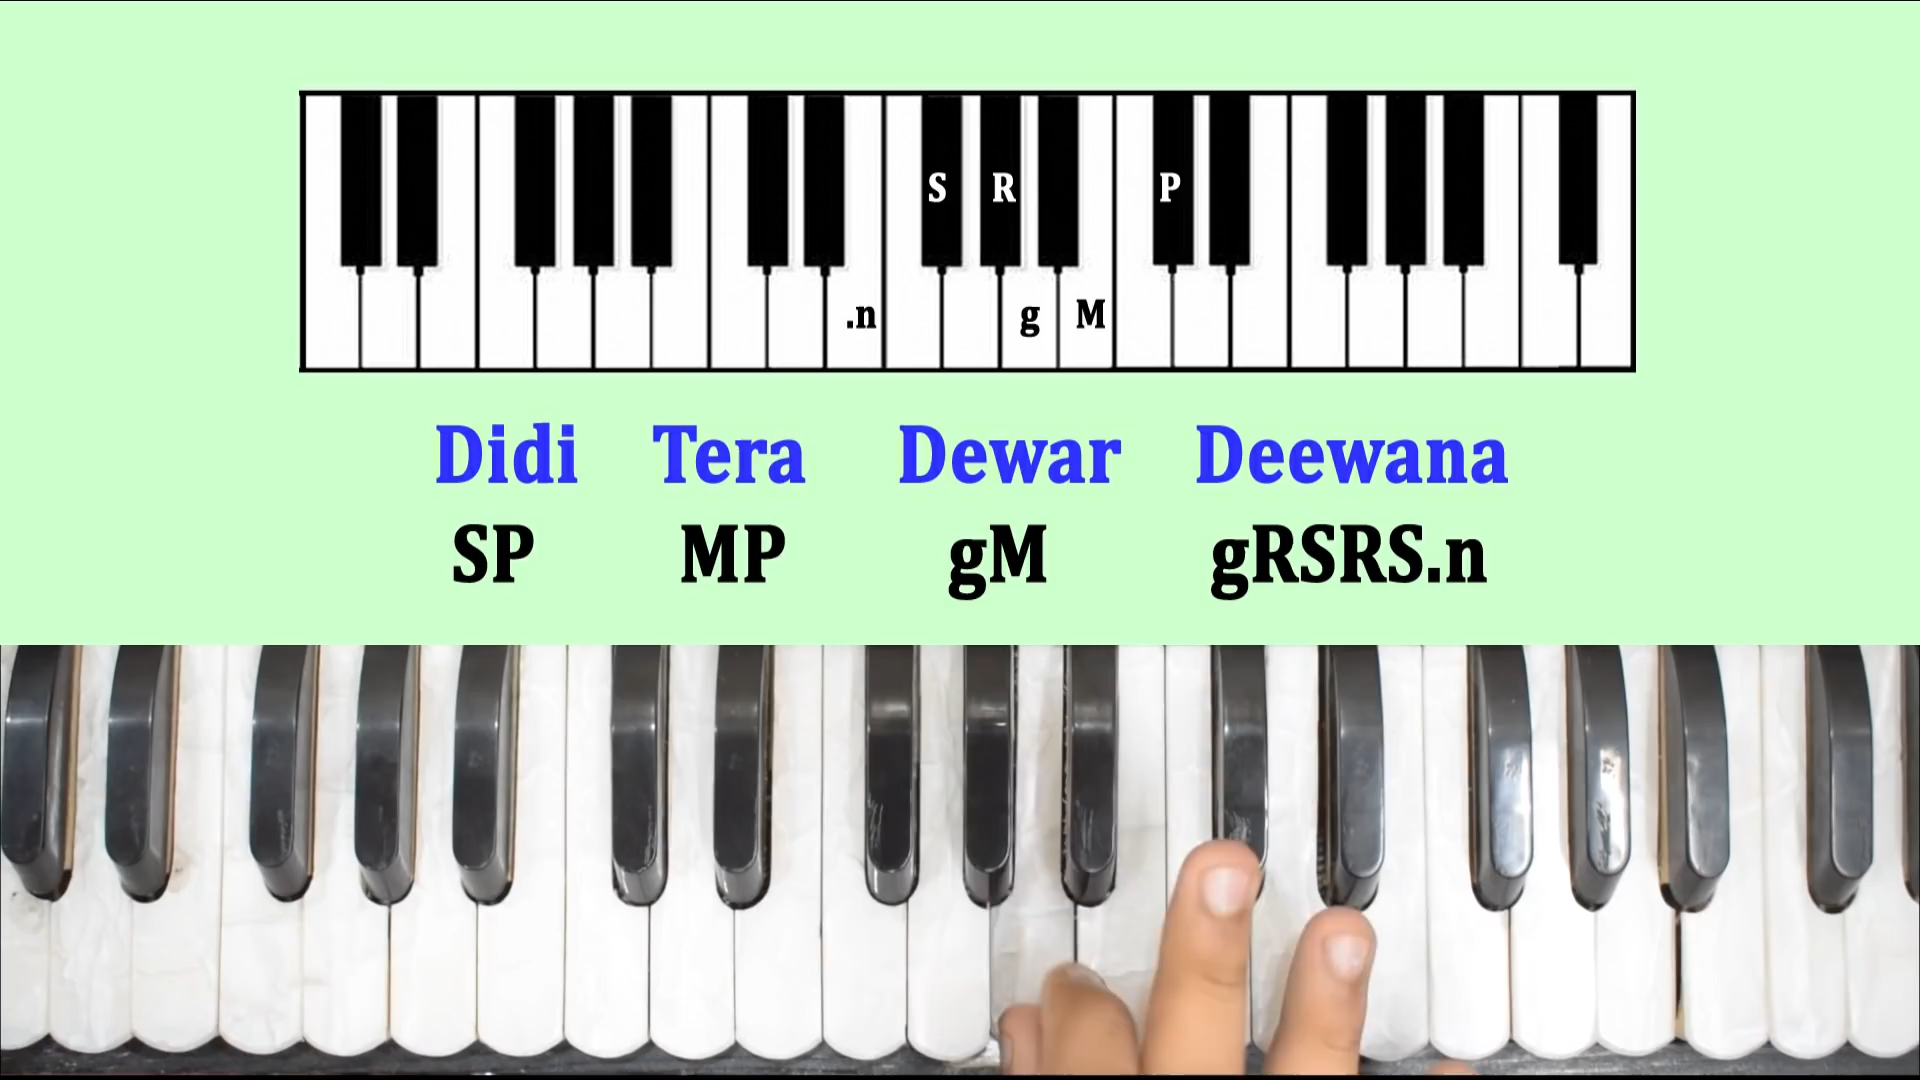 S R P
.n g M
Didi Tera Dewar Deewana
SP MP gM gRSRS.n